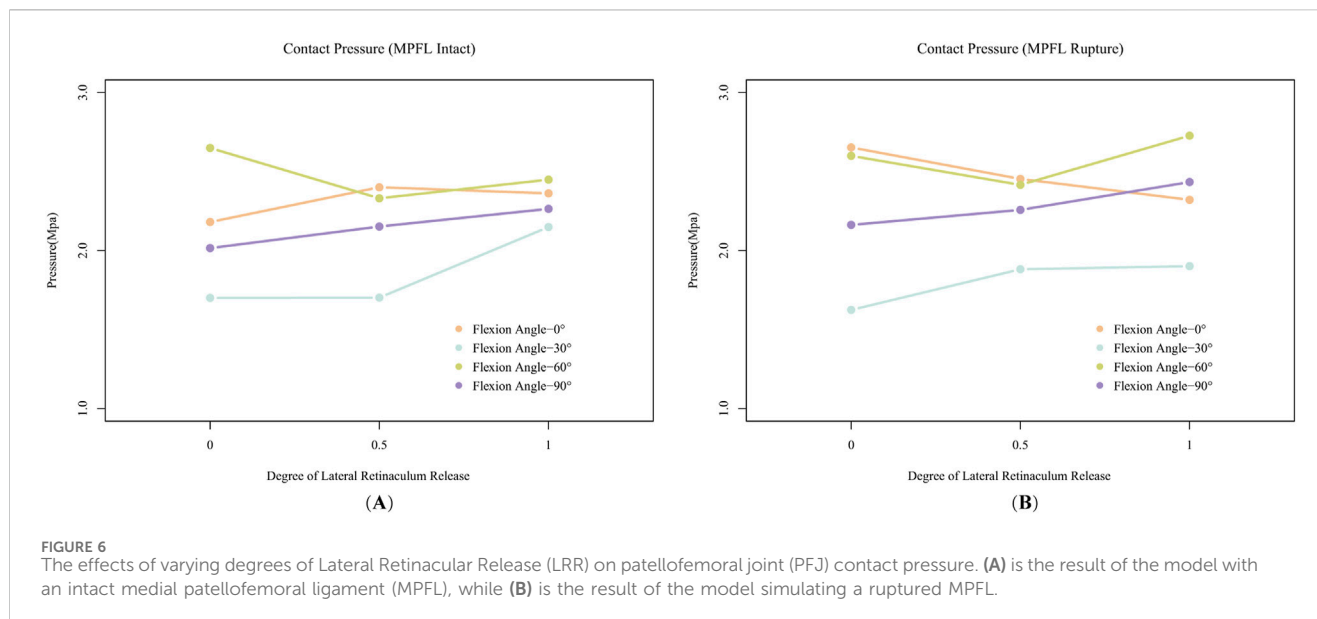 Contact Pressure (MPFL Intact)
3.0
2.0
1.0
Pressure(Mpa)
Flexion Angle−0°
Flexion Angle−30°
Flexion Angle−60°
Flexion Angle−90°
0
0.5
1
Degree of Lateral Retinaculum Release
(A)
Contact Pressure (MPFL Rupture)
3.0
2.0
1.0
Pressure(Mpa)
Flexion Angle−0°
Flexion Angle−30°
Flexion Angle−60°
Flexion Angle−90°
0
0.5
1
Degree of Lateral Retinaculum Release
(B)
FIGURE 6
The effects of varying degrees of Lateral Retinacular Release (LRR) on patellofemoral joint (PFJ) contact pressure. (A) is the result of the model with
an intact medial patellofemoral ligament (MPFL), while (B) is the result of the model simulating a ruptured MPFL.